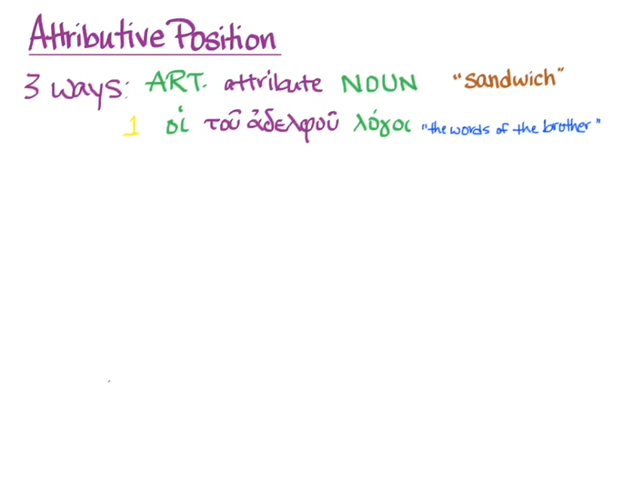 Attributive Position
3 ways: ART. attribute NOUN "sandwich"
1 οἱ τοῦ ἀδελφοῦ λόγοι "the words of the brother"